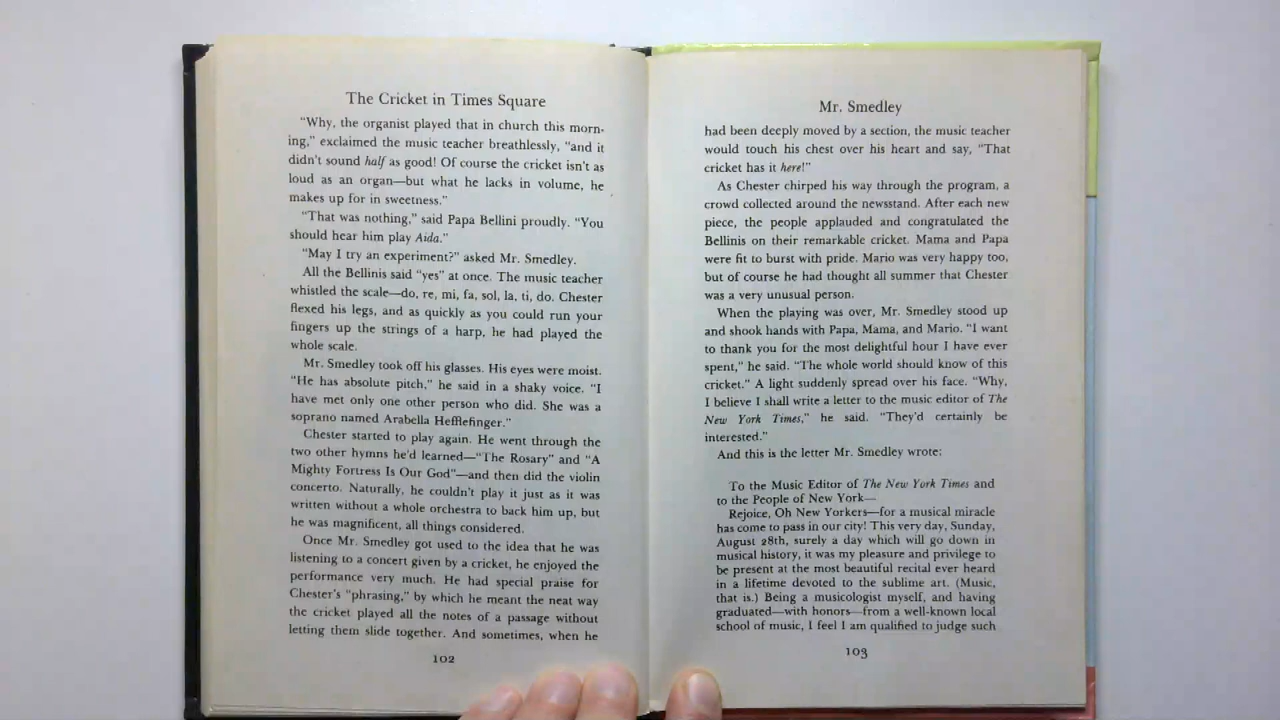 The Cricket in Times Square
"Why, the organist played that in church this morn-
ing," exclaimed the music teacher breathlessly, "and it
didn't sound half as good! Of course the cricket isn't as
loud as an organ—but what he lacks in volume, he
makes up for in sweetness."
"That was nothing," said Papa Bellini proudly. "You
should hear him play Aida."
"May I try an experiment?" asked Mr. Smedley.
All the Bellinis said "yes" at once. The music teacher
whistled the scale—do, re, mi, fa, sol, la, ti, do. Chester
flexed his legs, and as quickly as you could run your
fingers up the strings of a harp, he had played the
whole scale.
Mr. Smedley took off his glasses. His eyes were moist.
"He has absolute pitch," he said in a shaky voice. "I
have met only one other person who did. She was a
soprano named Arabella Hefflefinger."
Chester started to play again. He went through the
two other hymns he'd learned—"The Rosary" and "A
Mighty Fortress Is Our God"—and then did the violin
concerto. Naturally, he couldn't play it just as it was
written without a whole orchestra to back him up, but
he was magnificent, all things considered.
Once Mr. Smedley got used to the idea that he was
listening to a concert given by a cricket, he enjoyed the
performance very much. He had special praise for
Chester's "phrasing," by which he meant the neat way
the cricket played all the notes of a passage without
letting them slide together. And sometimes, when he
102
Mr. Smedley
had been deeply moved by a section, the music teacher
would touch his chest over his heart and say, "That
cricket has it here!"
As Chester chirped his way through the program, a
crowd collected around the newsstand. After each new
piece, the people applauded and congratulated the
Bellinis on their remarkable cricket. Mama and Papa
were fit to burst with pride. Mario was very happy too,
but of course he had thought all summer that Chester
was a very unusual person.
When the playing was over, Mr. Smedley stood up
and shook hands with Papa, Mama, and Mario. "I want
to thank you for the most delightful hour I have ever
spent," he said. "The whole world should know of this
cricket." A light suddenly spread over his face. "Why,
I believe I shall write a letter to the music editor of The
New York Times," he said. "They'd certainly be
interested."
And this is the letter Mr. Smedley wrote:
To the Music Editor of The New York Times and
to the People of New York—
Rejoice, Oh New Yorkers—for a musical miracle
has come to pass in our city! This very day, Sunday,
August 28th, surely a day which will go down in
musical history, it was my pleasure and privilege to
be present at the most beautiful recital ever heard
in a lifetime devoted to the sublime art. (Music,
that is.) Being a musicologist myself, and having
graduated—with honors—from a well-known local
school of music, I feel I am qualified to judge such
103